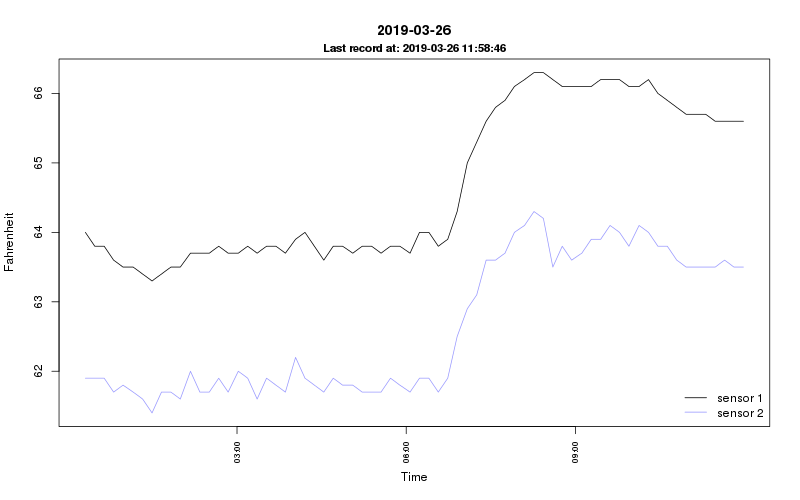 2019-03-26
Last record at: 2019-03-26 11:58:46
Fahrenheit
66
65
64
63
62
sensor 1
sensor 2
03:00
06:00
09:00
Time